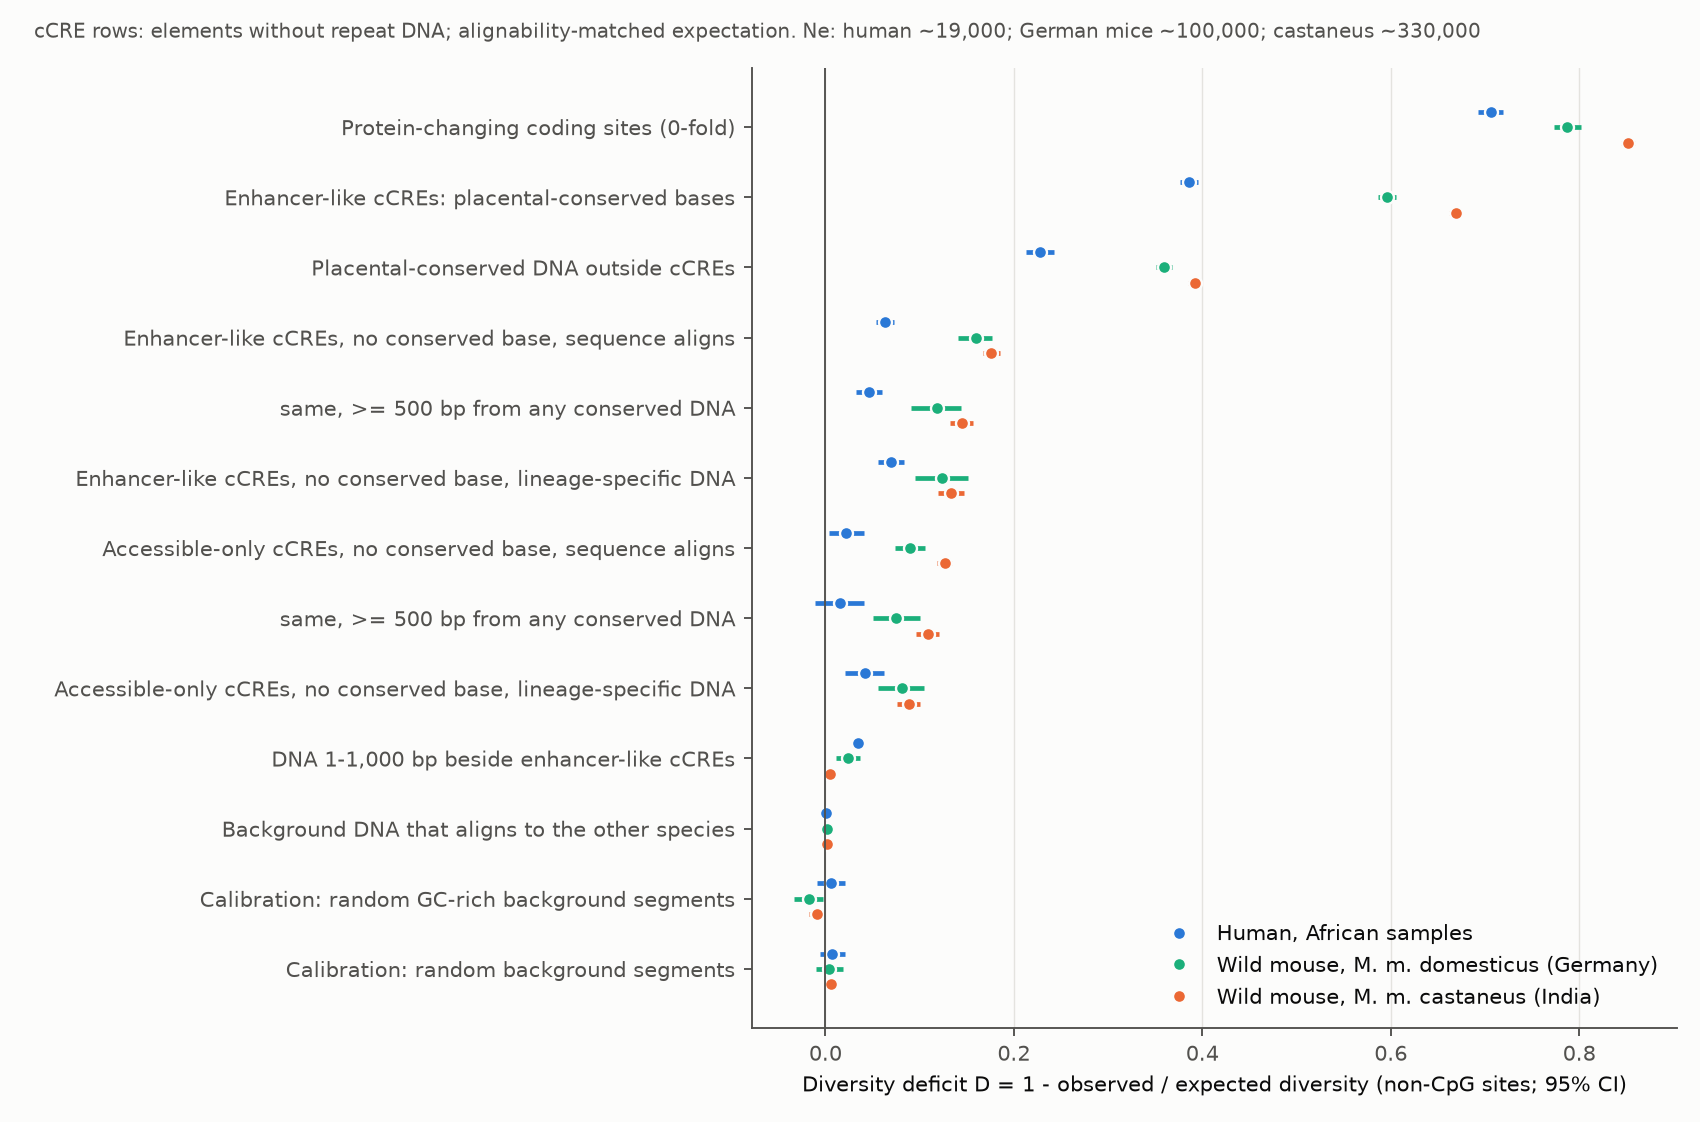 cCRE rows: elements without repeat DNA; alignability-matched expectation. Ne: human ~19,000; German mice ~100,000; castaneus ~330,000
Protein-changing coding sites (0-fold)
Enhancer-like cCREs: placental-conserved bases
Placental-conserved DNA outside cCREs
Enhancer-like cCREs, no conserved base, sequence aligns
same, >= 500 bp from any conserved DNA
Enhancer-like cCREs, no conserved base, lineage-specific DNA
Accessible-only cCREs, no conserved base, sequence aligns
same, >= 500 bp from any conserved DNA
Accessible-only cCREs, no conserved base, lineage-specific DNA
DNA 1-1,000 bp beside enhancer-like cCREs
Background DNA that aligns to the other species
Calibration: random GC-rich background segments
Calibration: random background segments
Human, African samples
Wild mouse, M. m. domesticus (Germany)
Wild mouse, M. m. castaneus (India)
0.0 0.2 0.4 0.6 0.8
Diversity deficit D = 1 - observed / expected diversity (non-CpG sites; 95% CI)